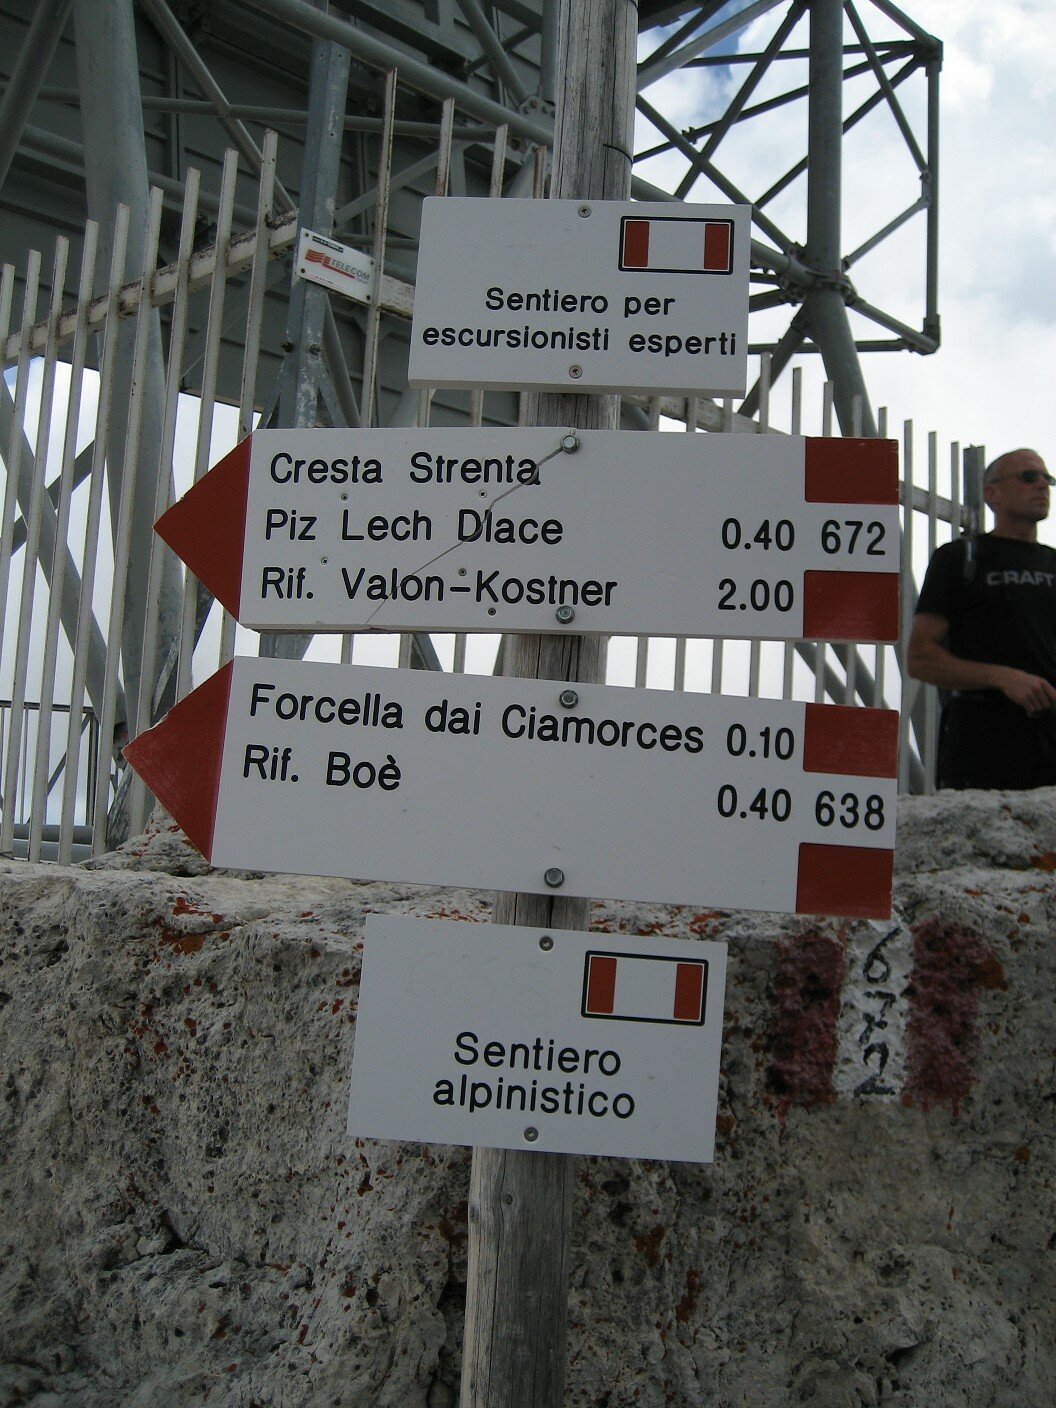 TELECOM
Sentiero per
escursionisti esperti
Cresta Strenta
Piz Lech Dlace 0.40 672
Rif. Valon-Kostner 2.00
Forcella dai Ciamorces 0.10
Rif. Boè 0.40 638
CRAFT
Sentiero
alpinistico
672